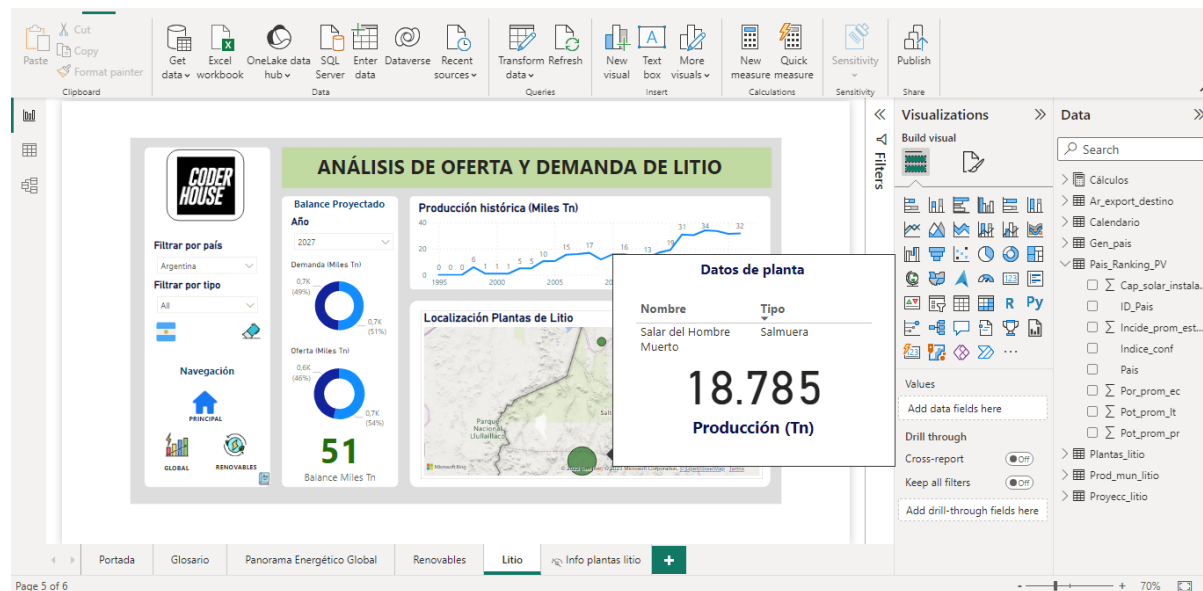 Paste
Cut
Copy
Format painter
Clipboard
Get data
Excel workbook
OneLake data hub
SQL Server
Enter data
Dataverse
Recent sources
Data
Transform data
Refresh
Queries
New visual
Text box
More visuals
Insert
New measure
Quick measure
Calculations
Sensitivity
Sensitivity
Publish
Share
CODER
HOUSE
Filtrar por país
Argentina
Filtrar por tipo
All
Navegación
PRINCIPAL
GLOBAL
RENOVABLES
ANÁLISIS DE OFERTA Y DEMANDA DE LITIO
Balance Proyectado
Año
2027
Demanda (Miles Tn)
0,7K
(49%)
0,7K
(51%)
Oferta (Miles Tn)
0,6K
(46%)
0,7K
(54%)
51
Balance Miles Tn
Producción histórica (Miles Tn)
40
20
0
0 0 0 6 1 1 1 5 5 10 15 17 16 13 19 31 34 32
1995 2000 2005
Localización Plantas de Litio
Parque
Nacional
Llullaillaco
Salt
Microsoft Bing
Microsoft Corporation, © OpenStreetMap Terms
Datos de planta
Nombre Tipo
Salar del Hombre Salmuera
Muerto
18.785
Producción (Tn)
Filters
Visualizations
Build visual
R Py
123
Values
Add data fields here
Drill through
Cross-report
Off
Keep all filters
Off
Add drill-through fields here
Data
Search
Cálculos
Ar_export_destino
Calendario
Gen_pais
Pais_Ranking_PV
Cap_solar_instala...
ID_Pais
Incide_prom_est...
Indice_conf
Pais
Por_prom_ec
Pot_prom_lt
Pot_prom_pr
Plantas_litio
Prod_mun_litio
Proyecc_litio
Portada
Glosario
Panorama Energético Global
Renovables
Litio
Info plantas litio
+
Page 5 of 6
- + 70%